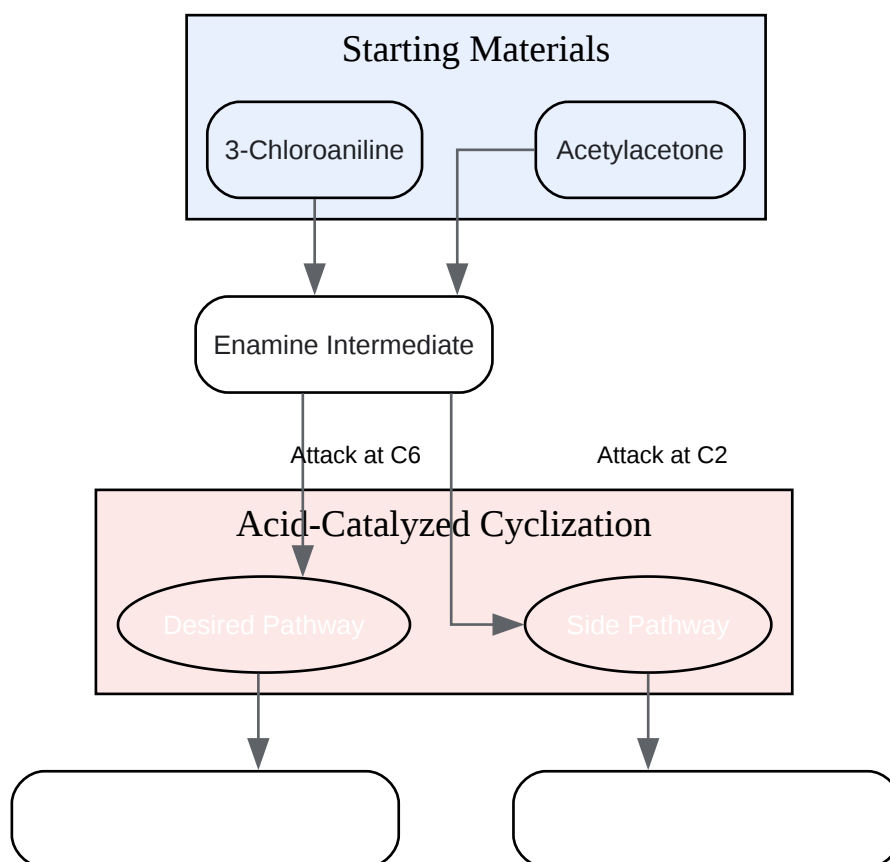 Starting Materials
3-Chloroaniline
Acetylacetone
Enamine Intermediate
Attack at C6
Attack at C2
Acid-Catalyzed Cyclization
Desired Pathway
Side Pathway